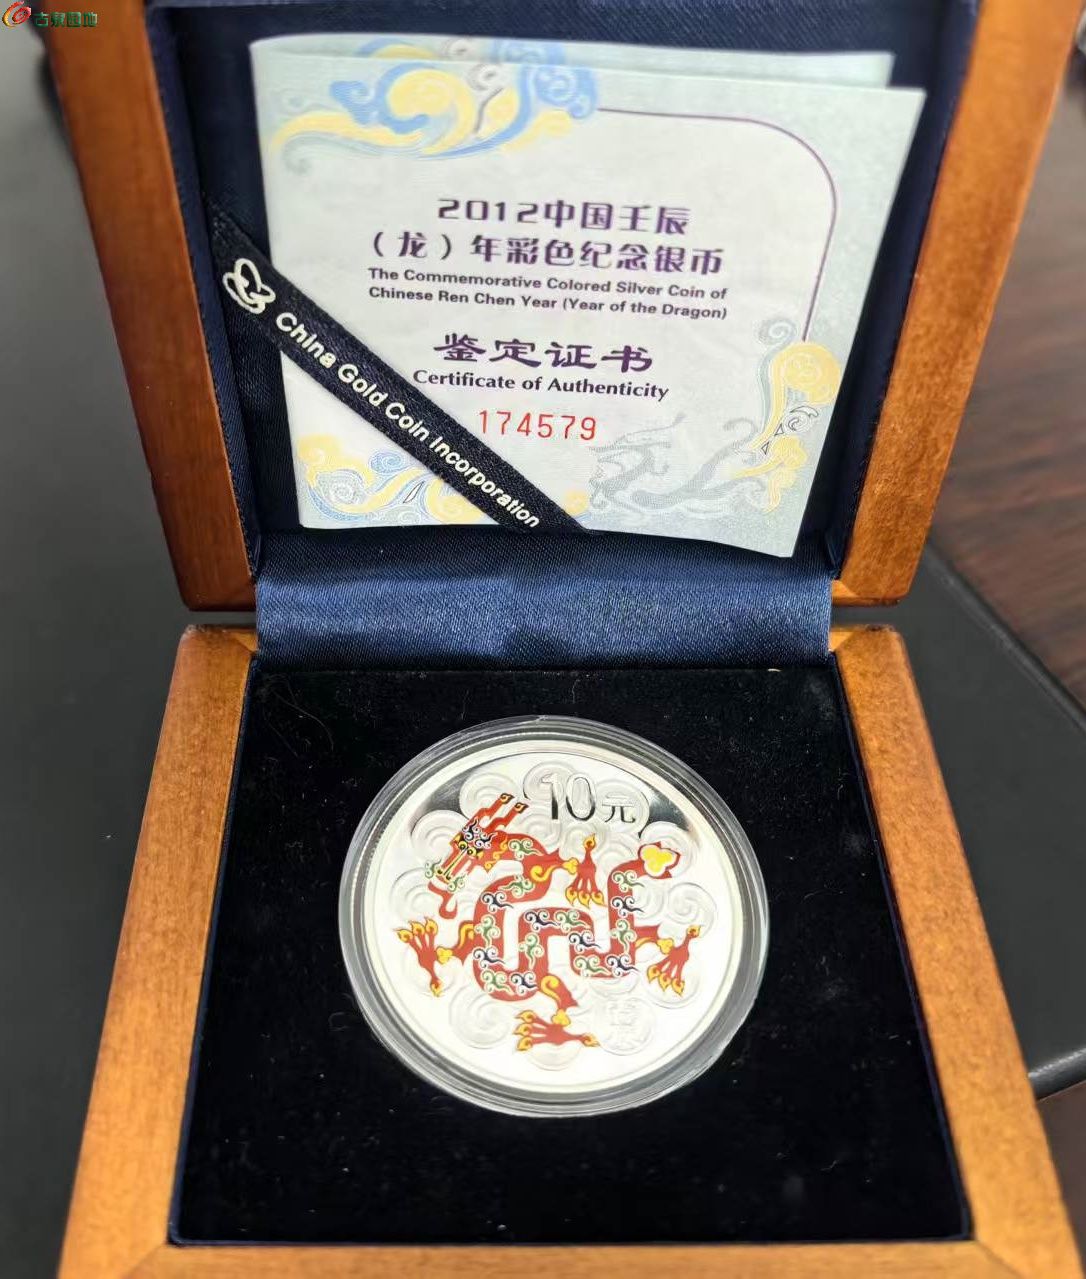 古泉园地
2012中国壬辰
（龙）年彩色纪念银币
The Commemorative Colored Silver Coin of
Chinese Ren Chen Year (Year of the Dragon)
鉴定证书
Certificate of Authenticity
174579
China Gold Coin Incorporation
10元